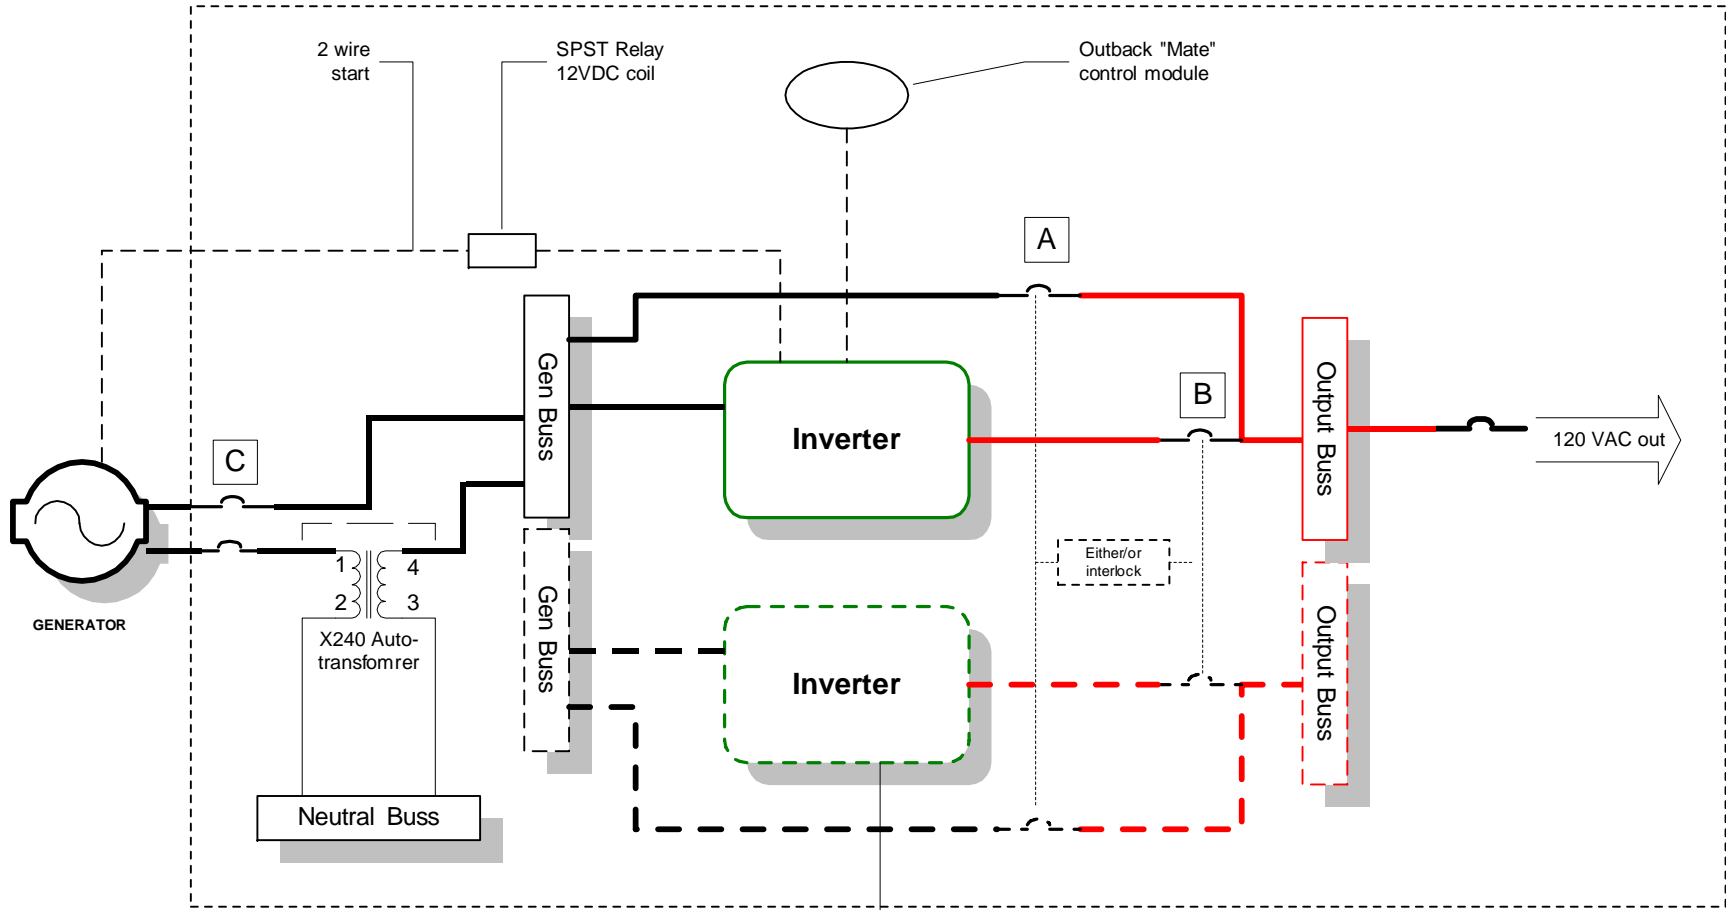 2 wire
start
SPST Relay
12VDC coil
Outback "Mate"
control module
A
B
C
Gen Buss
Inverter
Output Buss
120 VAC out
GENERATOR
1
4
2
3
X240 Auto-
transfomrer
Either/or
interlock
Gen Buss
Inverter
Output Buss
Neutral Buss